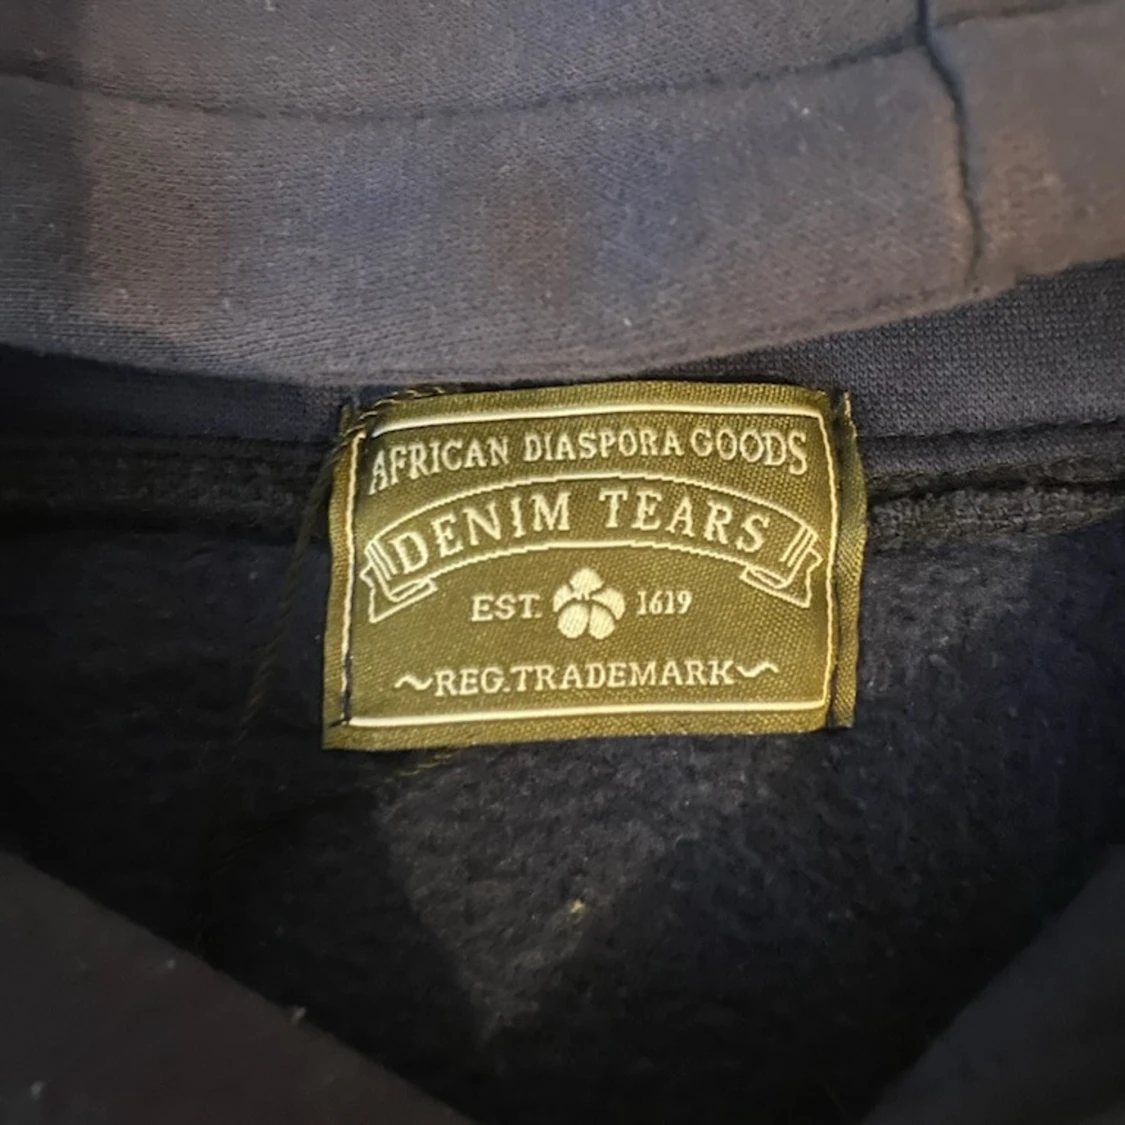 AFRICAN DIASPORA GOODS
DENIM TEARS
EST. 1619
~REG.TRADEMARK~